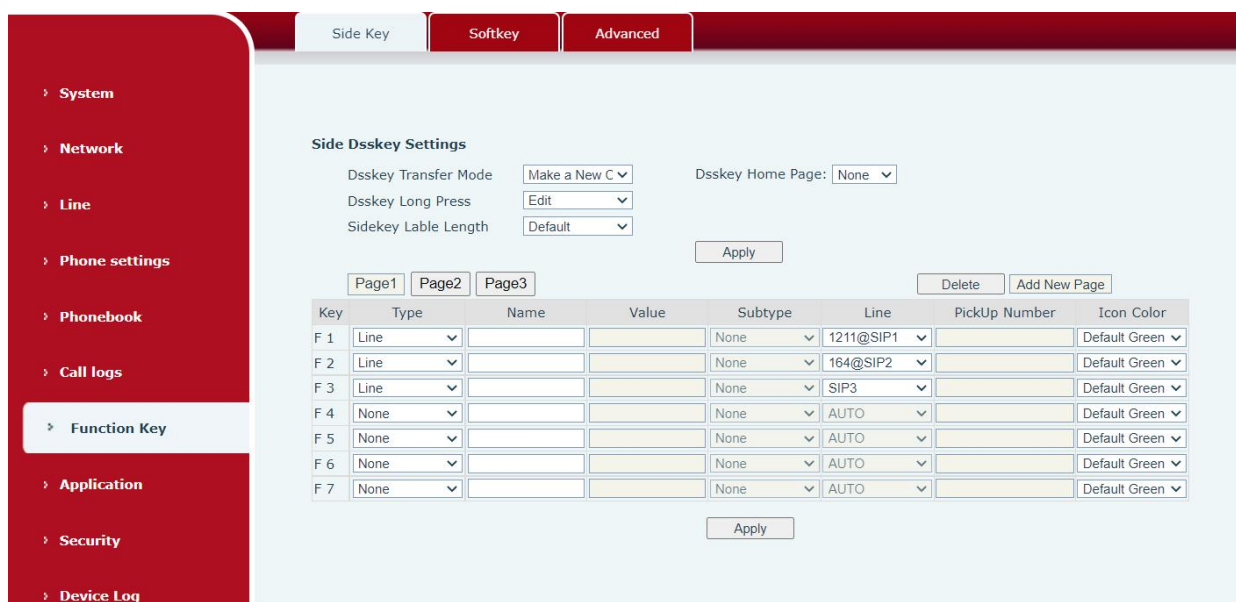 Side Key Softkey Advanced
System
Network
Line
Phone settings
Phonebook
Call logs
Function Key
Application
Security
Device Log
Side Dsskey Settings
Dsskey Transfer Mode Make a New C Dsskey Home Page: None
Dsskey Long Press Edit
Sidekey Lable Length Default
Apply
Page1 Page2 Page3 Delete Add New Page
Key Type Name Value Subtype Line PickUp Number Icon Color
F 1 Line None 1211@SIP1 Default Green
F 2 Line None 164@SIP2 Default Green
F 3 Line None SIP3 Default Green
F 4 None None AUTO Default Green
F 5 None None AUTO Default Green
F 6 None None AUTO Default Green
F 7 None None AUTO Default Green
Apply